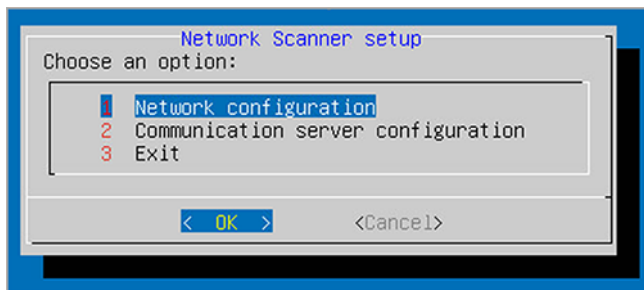 Network Scanner setup
Choose an option:
1 Network configuration
2 Communication server configuration
3 Exit
< OK > <Cancel>